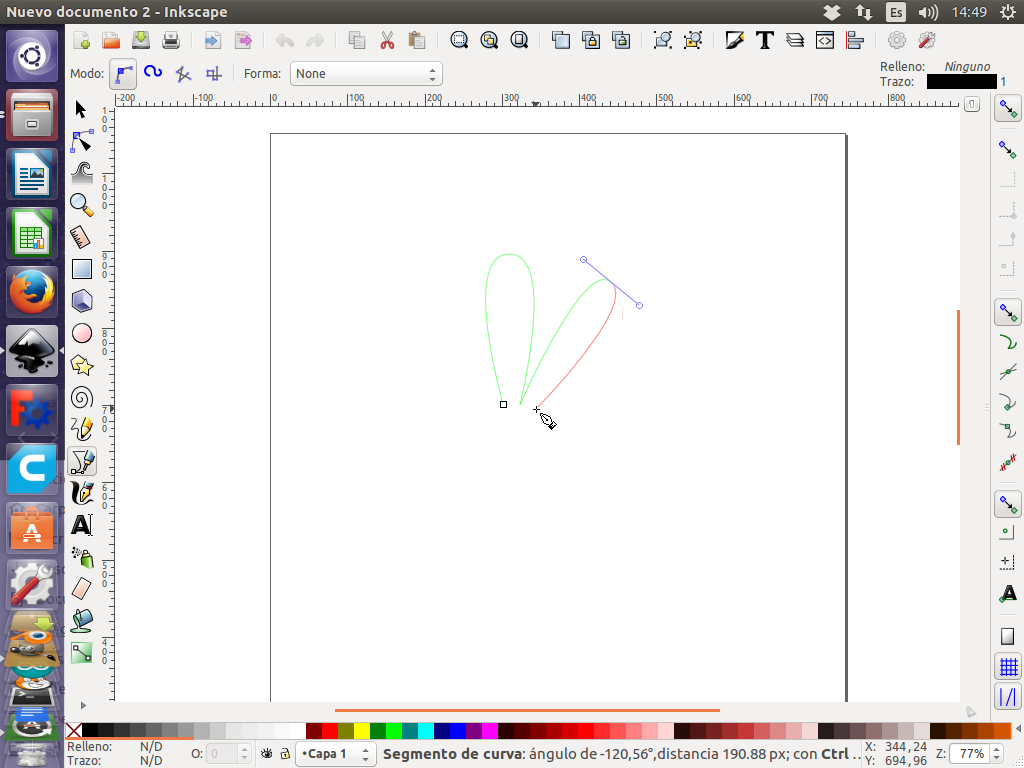 Nuevo documento 2 - Inkscape
Es
14:49
Modo:
Forma:
None
Relleno:
Ninguno
Trazo:
1
-200
-100
0
100
200
300
400
500
600
700
800
Relleno:
N/D
Trazo:
N/D
O:
0
•Capa 1
Segmento de curva: ángulo de -120,56°,distancia 190.88 px; con Ctrl ..
X:
344,24
Y:
694,96
Z:
77%